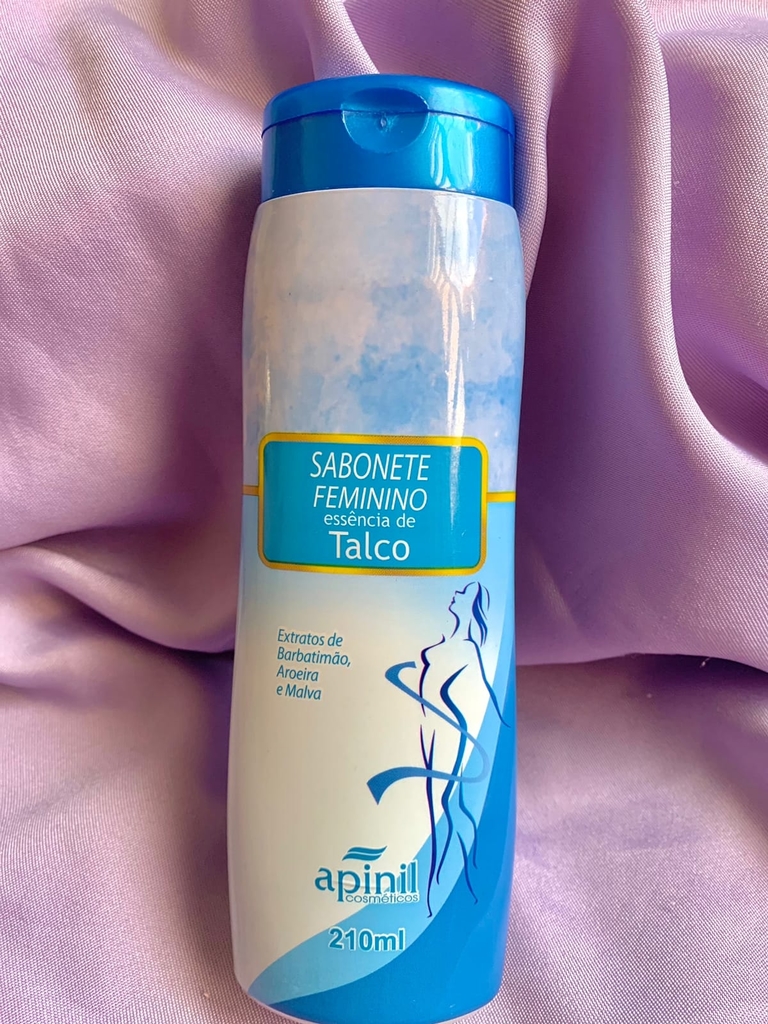 SABONETE
FEMININO
essência de
Talco
Extratos de
Barbatimão,
Aroeira
e Malva
apinil
cosméticos
210ml